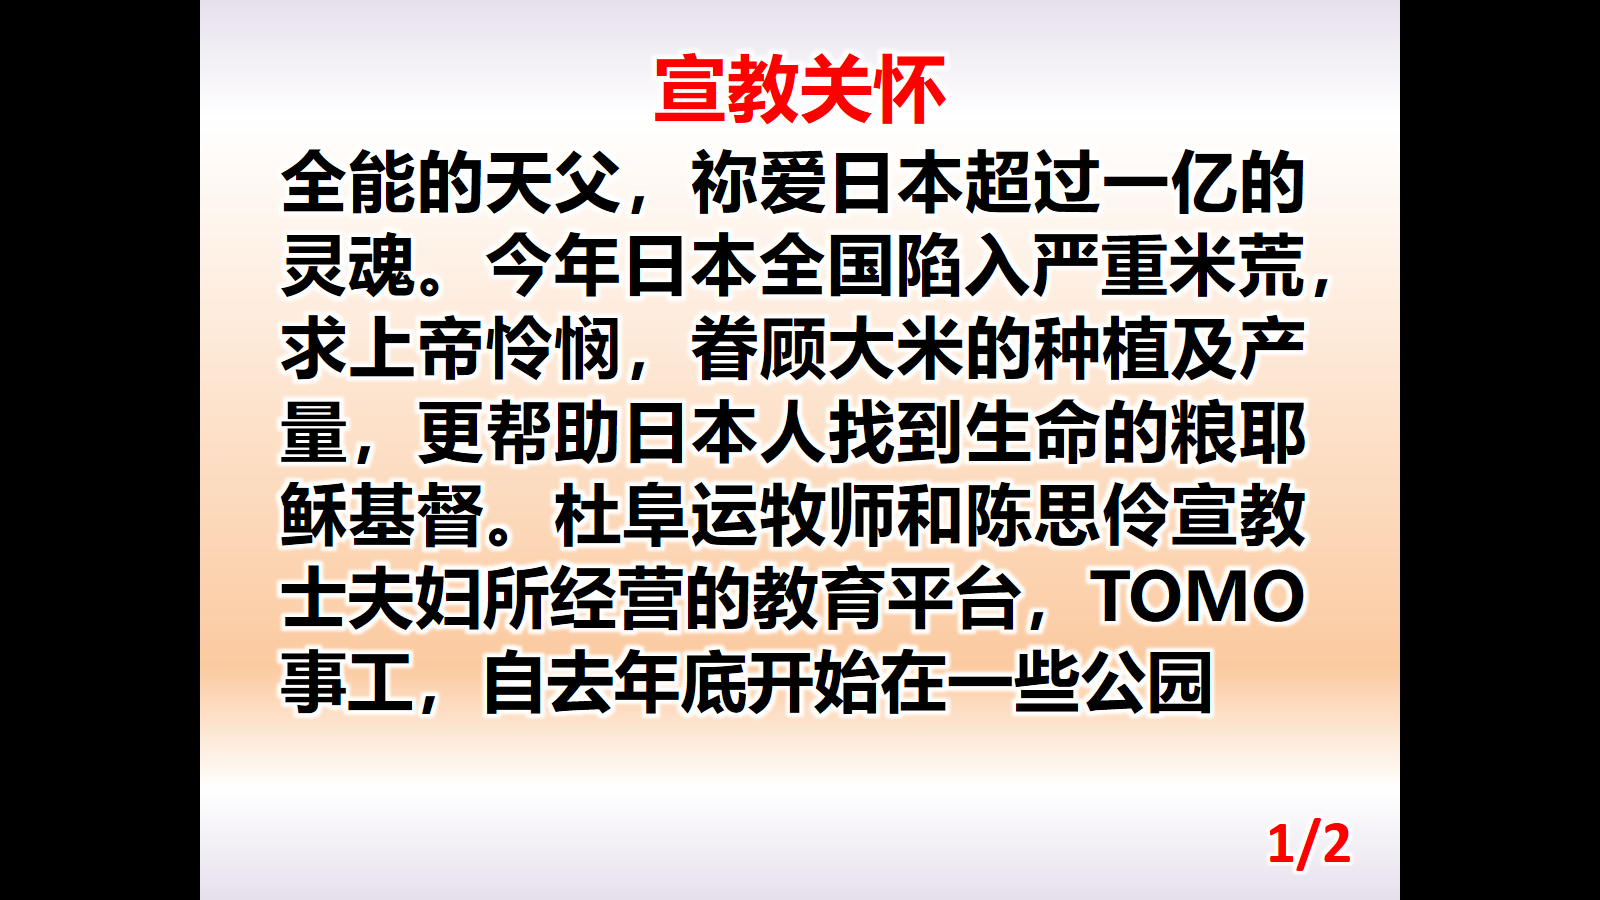 宣教关怀
全能的天父，祢爱日本超过一亿的
灵魂。今年日本全国陷入严重米荒，
求上帝怜悯，眷顾大米的种植及产
量，更帮助日本人找到生命的粮耶
稣基督。杜阜运牧师和陈思伶宣教
士夫妇所经营的教育平台，TOMO
事工，自去年底开始在一些公园
1/2